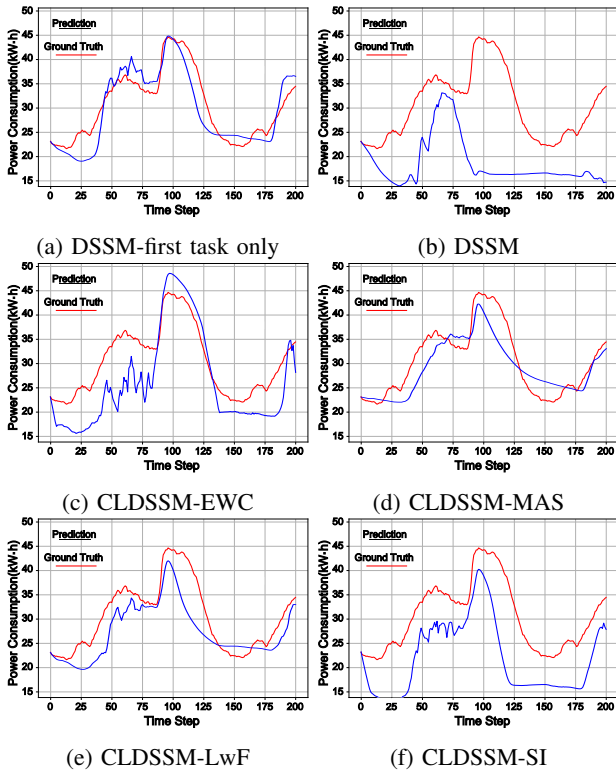 50
45
40
35
30
25
20
15
Power Consumption(kW·h)
Prediction
Ground Truth
0 25 50 75 100 125 150 175 200
Time Step
(a) DSSM-first task only
50
45
40
35
30
25
20
15
Power Consumption(kW·h)
Prediction
Ground Truth
0 25 50 75 100 125 150 175 200
Time Step
(b) DSSM
50
45
40
35
30
25
20
15
Power Consumption(kW·h)
Prediction
Ground Truth
0 25 50 75 100 125 150 175 200
Time Step
(c) CLDSSM-EWC
50
45
40
35
30
25
20
15
Power Consumption(kW·h)
Prediction
Ground Truth
0 25 50 75 100 125 150 175 200
Time Step
(d) CLDSSM-MAS
50
45
40
35
30
25
20
15
Power Consumption(kW·h)
Prediction
Ground Truth
0 25 50 75 100 125 150 175 200
Time Step
(e) CLDSSM-LwF
50
45
40
35
30
25
20
15
Power Consumption(kW·h)
Prediction
Ground Truth
0 25 50 75 100 125 150 175 200
Time Step
(f) CLDSSM-SI